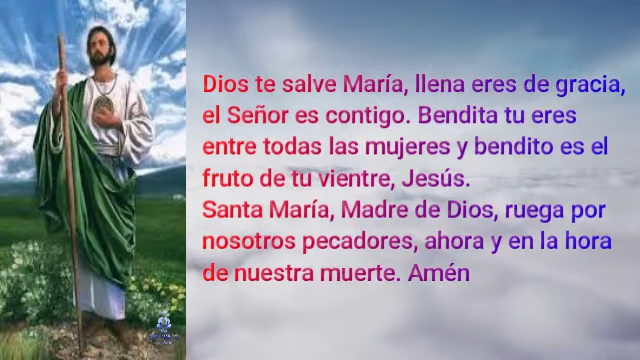 Dios te salve María, llena eres de gracia,
el Señor es contigo. Bendita tu eres
entre todas las mujeres y bendito es el
fruto de tu vientre, Jesús.
Santa María, Madre de Dios, ruega por
nosotros pecadores, ahora y en la hora
de nuestra muerte. Amén